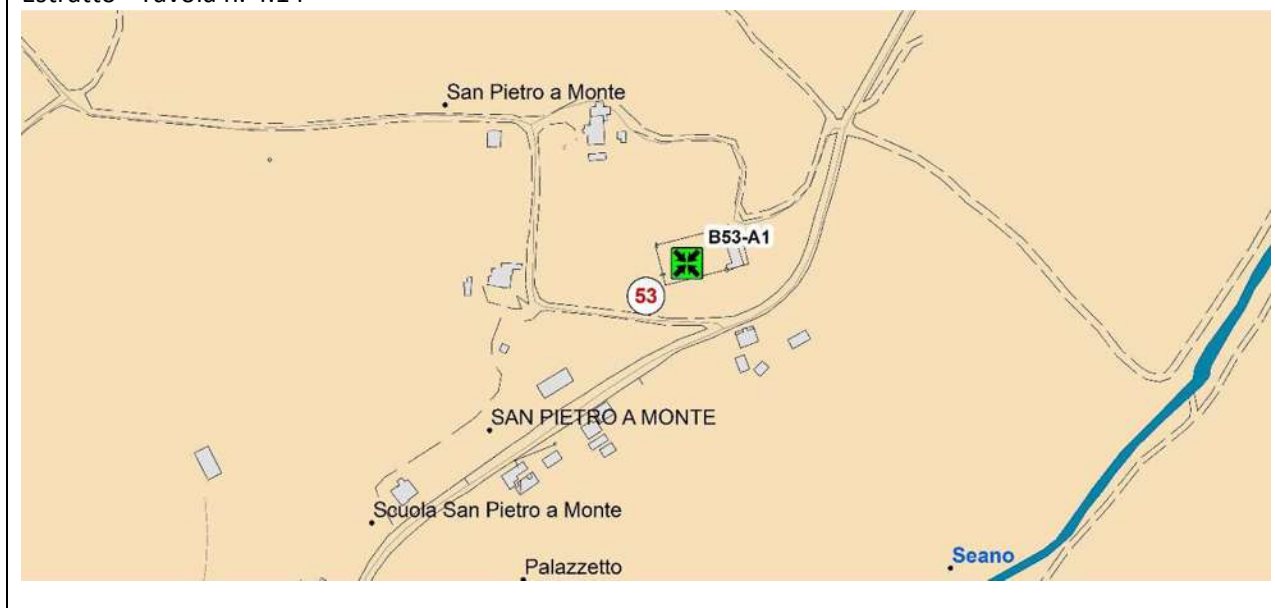 San Pietro a Monte
B53-A1
53
SAN PIETRO A MONTE
Scuola San Pietro a Monte
Seano
Palazzetto